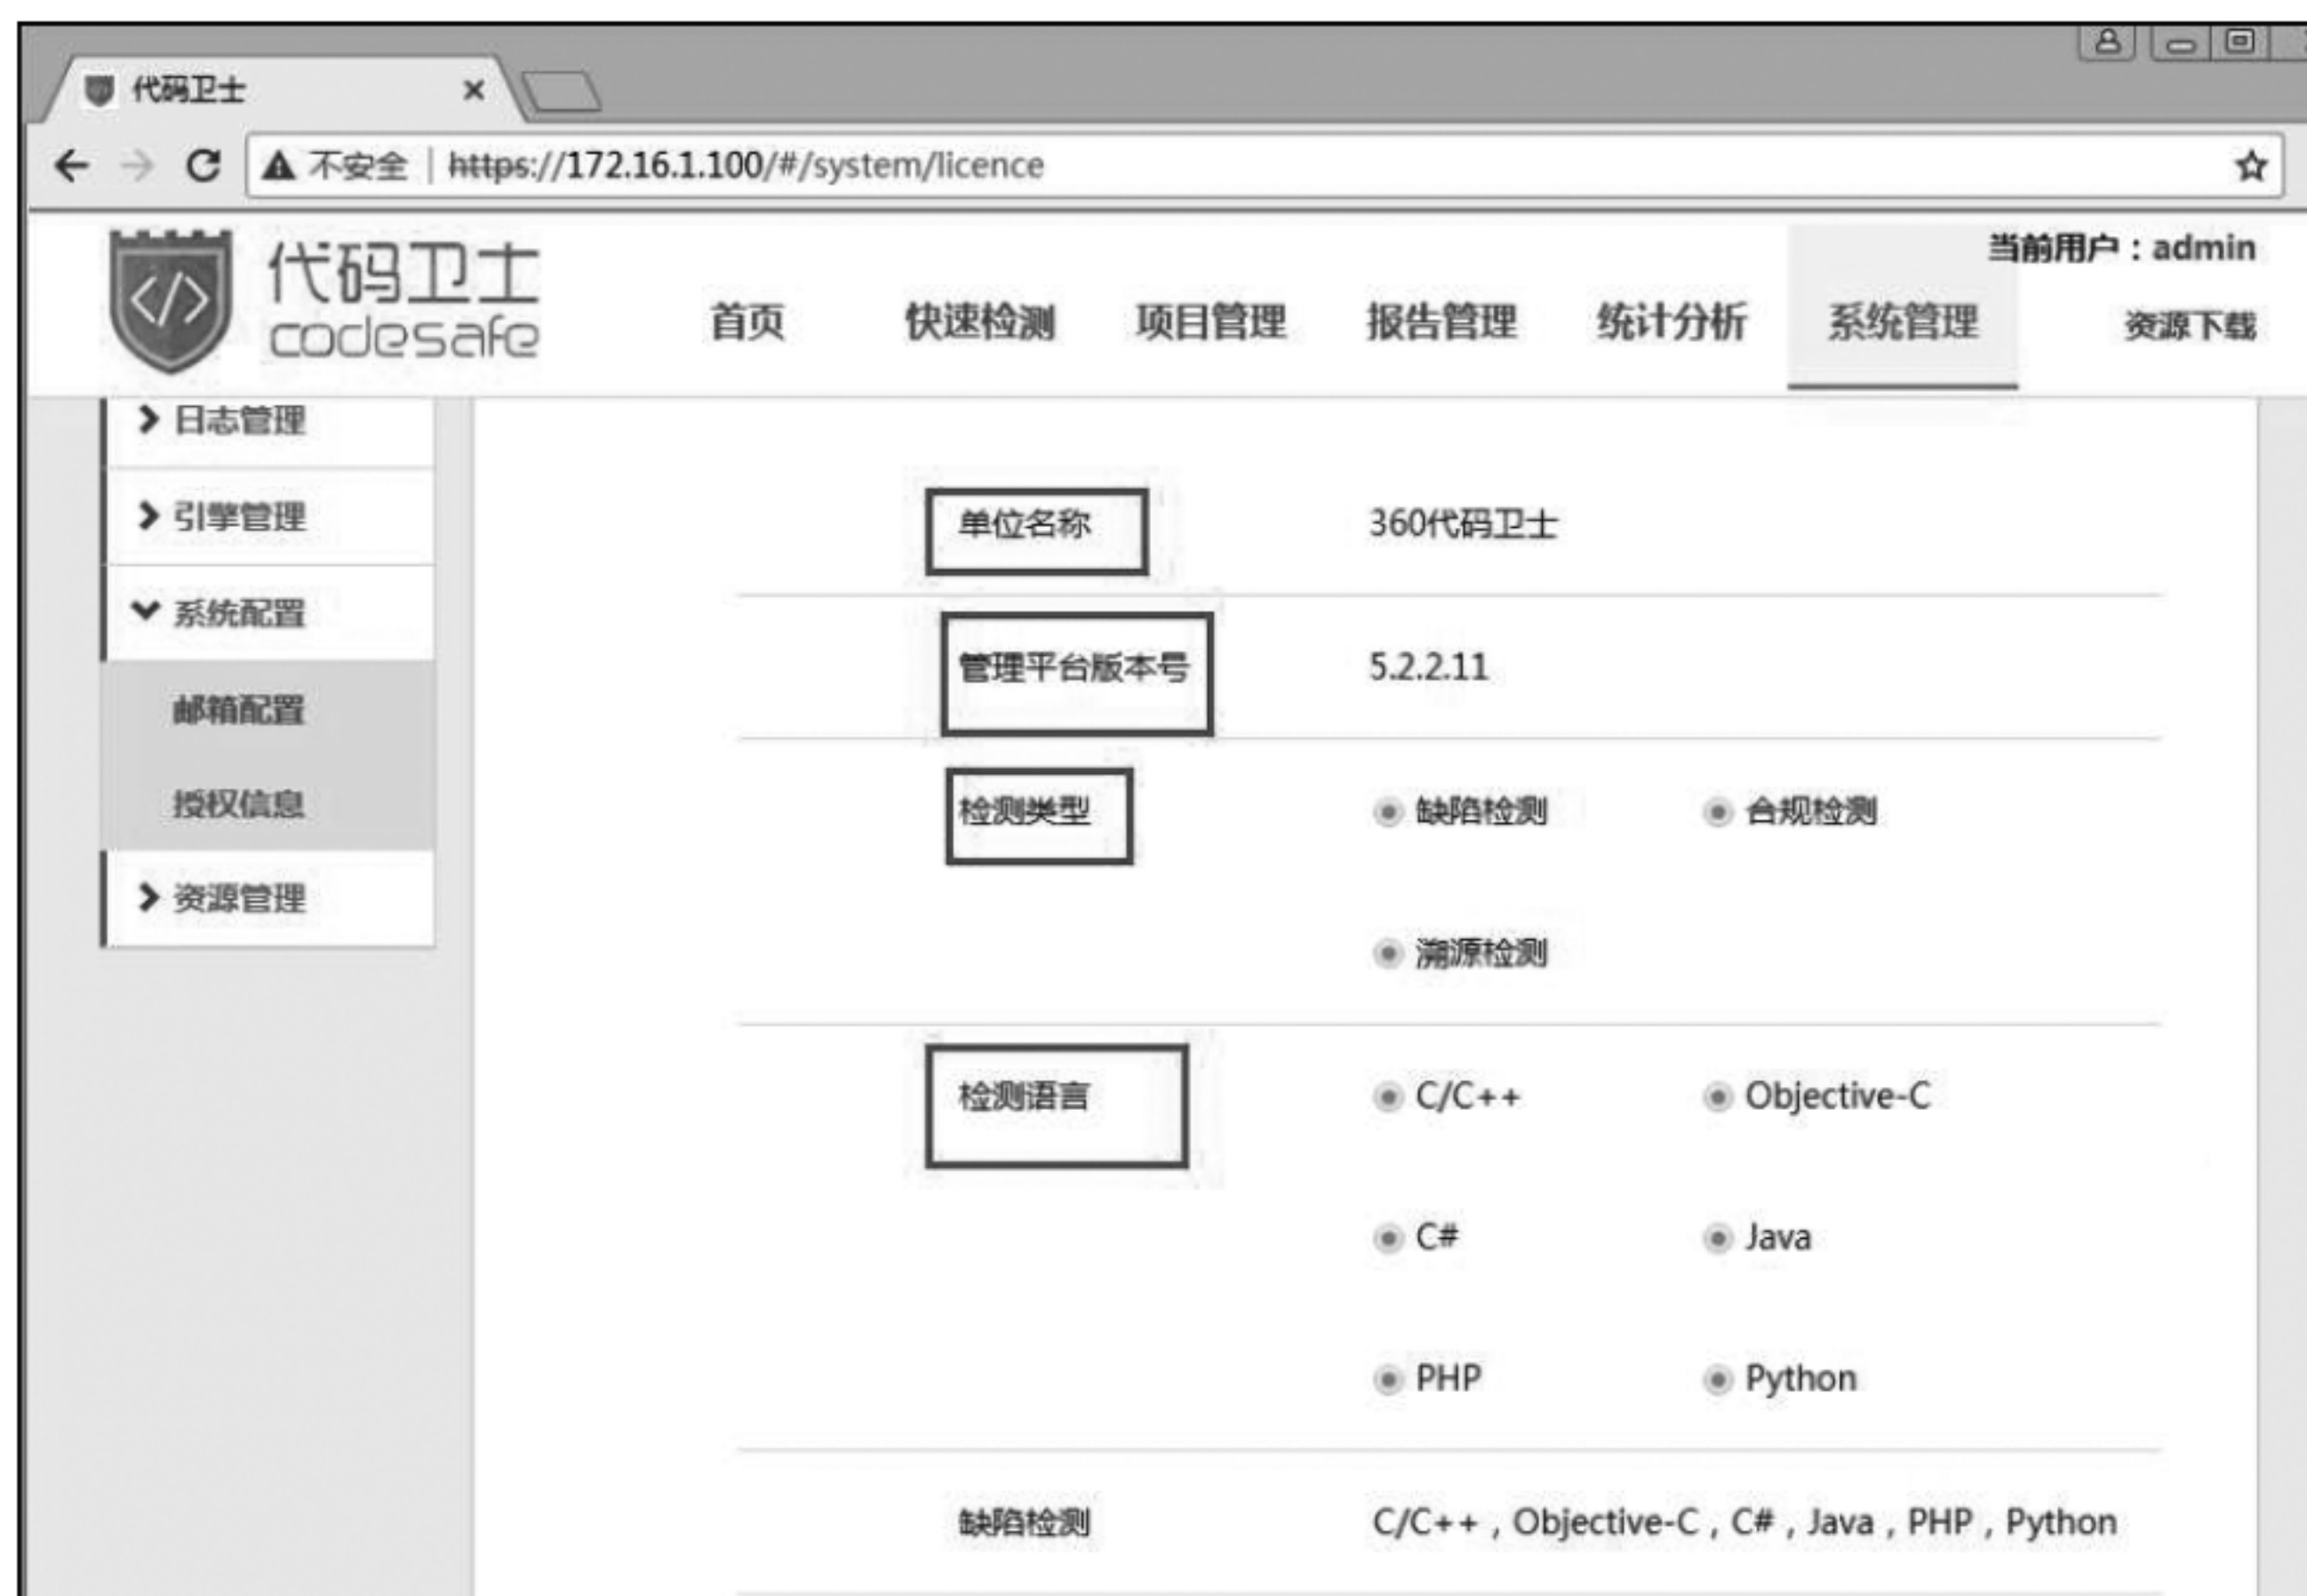 代码卫士
不安全 | https://172.16.1.100/#/system/licence
当前用户：admin
代码卫士
codesafe
首页 快速检测 项目管理 报告管理 统计分析 系统管理 资源下载
日志管理
引擎管理
系统配置
邮箱配置
授权信息
资源管理
单位名称 360代码卫士
管理平台版本号 5.2.2.11
检测类型 缺陷检测 合规检测
溯源检测
检测语言 C/C++ Objective-C
C# Java
PHP Python
缺陷检测 C/C++ , Objective-C , C# , Java , PHP , Python